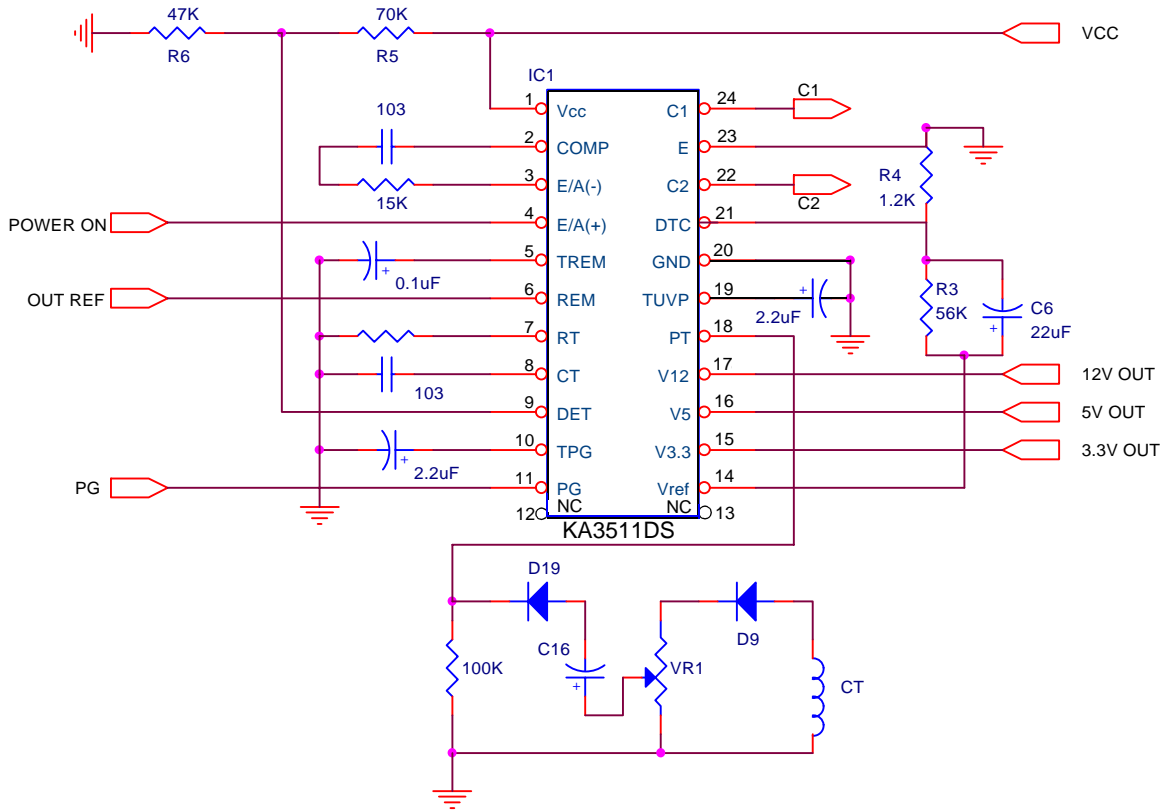 47K
R6
70K
R5
VCC
IC1
1
Vcc
C1
24
C1
103
2
COMP
E
23
R4
1.2K
3
E/A(-)
C2
22
C2
15K
POWER ON
4
E/A(+)
DTC
21
5
TREM
GND
20
0.1uF
OUT REF
6
REM
TUVP
19
2.2uF
R3
56K
C6
22uF
7
RT
PT
18
8
CT
V12
17
12V OUT
103
9
DET
V5
16
5V OUT
10
TPG
V3.3
15
3.3V OUT
2.2uF
PG
11
PG
Vref
14
12
NC
NC
13
KA3511DS
D19
D9
C16
100K
VR1
CT
+
+
+
+
+